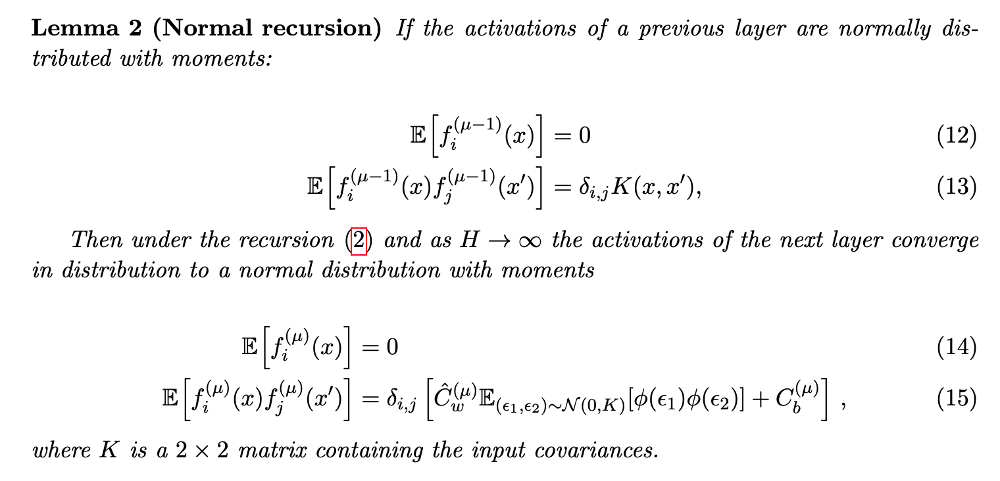 Lemma 2 (Normal recursion) If the activations of a previous layer are normally dis-
tributed with moments:
$\mathbb{E}\left[f_i^{(\mu-1)}(x)\right] = 0$ (12)
$\mathbb{E}\left[f_i^{(\mu-1)}(x)f_j^{(\mu-1)}(x')\right] = \delta_{i,j}K(x, x'),$ (13)
Then under the recursion (2) and as $H \to \infty$ the activations of the next layer converge
in distribution to a normal distribution with moments
$\mathbb{E}\left[f_i^{(\mu)}(x)\right] = 0$ (14)
$\mathbb{E}\left[f_i^{(\mu)}(x)f_j^{(\mu)}(x')\right] = \delta_{i,j}\left[\hat{C}_w^{(\mu)}\mathbb{E}_{(\epsilon_1,\epsilon_2)\sim\mathcal{N}(0,K)}[\phi(\epsilon_1)\phi(\epsilon_2)] + C_b^{(\mu)}\right],$ (15)
where $K$ is a $2 \times 2$ matrix containing the input covariances.